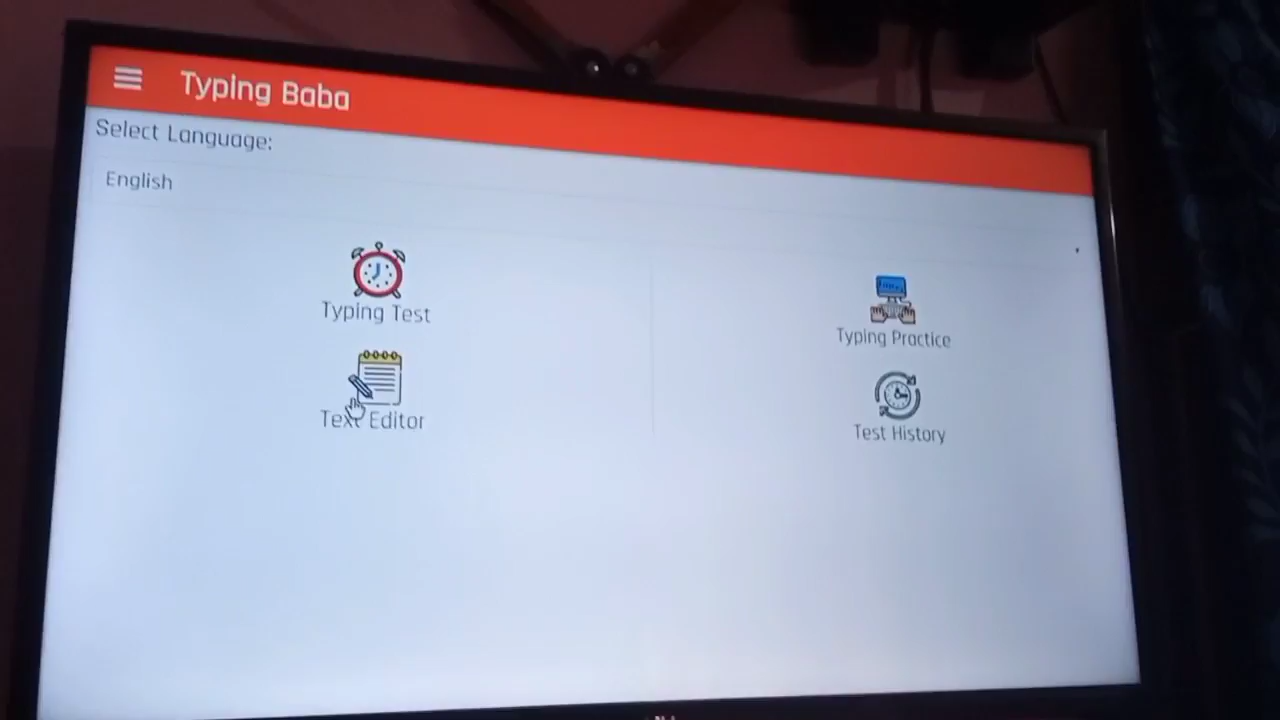 Typing Baba
Select Language:
English
Typing Test
Typing Practice
Text Editor
Test History